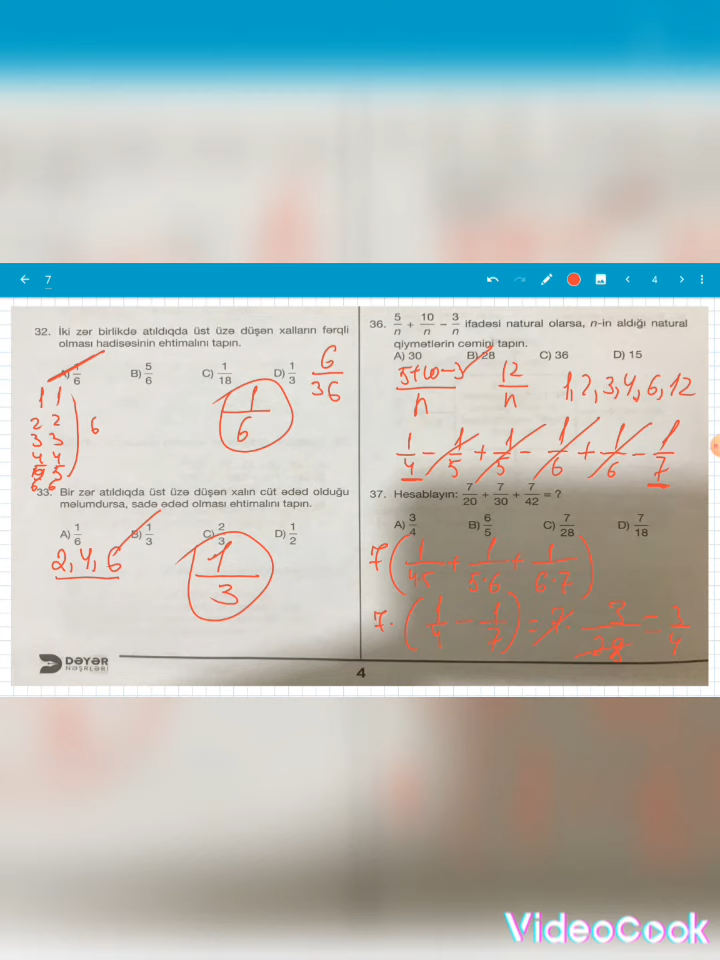 7
4
32. İki zər birlikdə atıldıqda üst üzə düşən xalların fərqli
olması hadisəsinin ehtimalını tapın.
A) 1/6 B) 5/6 C) 1/18 D) 1/3
6/36
1 1
2 2
3 3
4 4
5 5
6 6
6
1/6
33. Bir zər atıldıqda üst üzə düşən xalın cüt ədəd olduğu
məlumdursa, sadə ədəd olması ehtimalını tapın.
A) 1/6 B) 1/3 C) 2/3 D) 1/2
2, 4, 6
1/3
DƏYƏR
NƏŞRLƏRİ
36. 5/n + 10/n − 3/n ifadəsi natural olarsa, n-in aldığı natural
qiymətlərin cəmini tapın.
A) 30 B) 28 C) 36 D) 15
5+10-3/n 12/n 1, 2, 3, 4, 6, 12
1/4 − 1/5 + 1/5 − 1/6 + 1/6 − 1/7
37. Hesablayın: 7/20 + 7/30 + 7/42 = ?
A) 3/4 B) 6/5 C) 7/28 D) 7/18
7 (1/4·5 + 1/5·6 + 1/6·7)
7 · (1/4 − 1/7) = 7 · 3/28 = 3/4
4
VideoCook